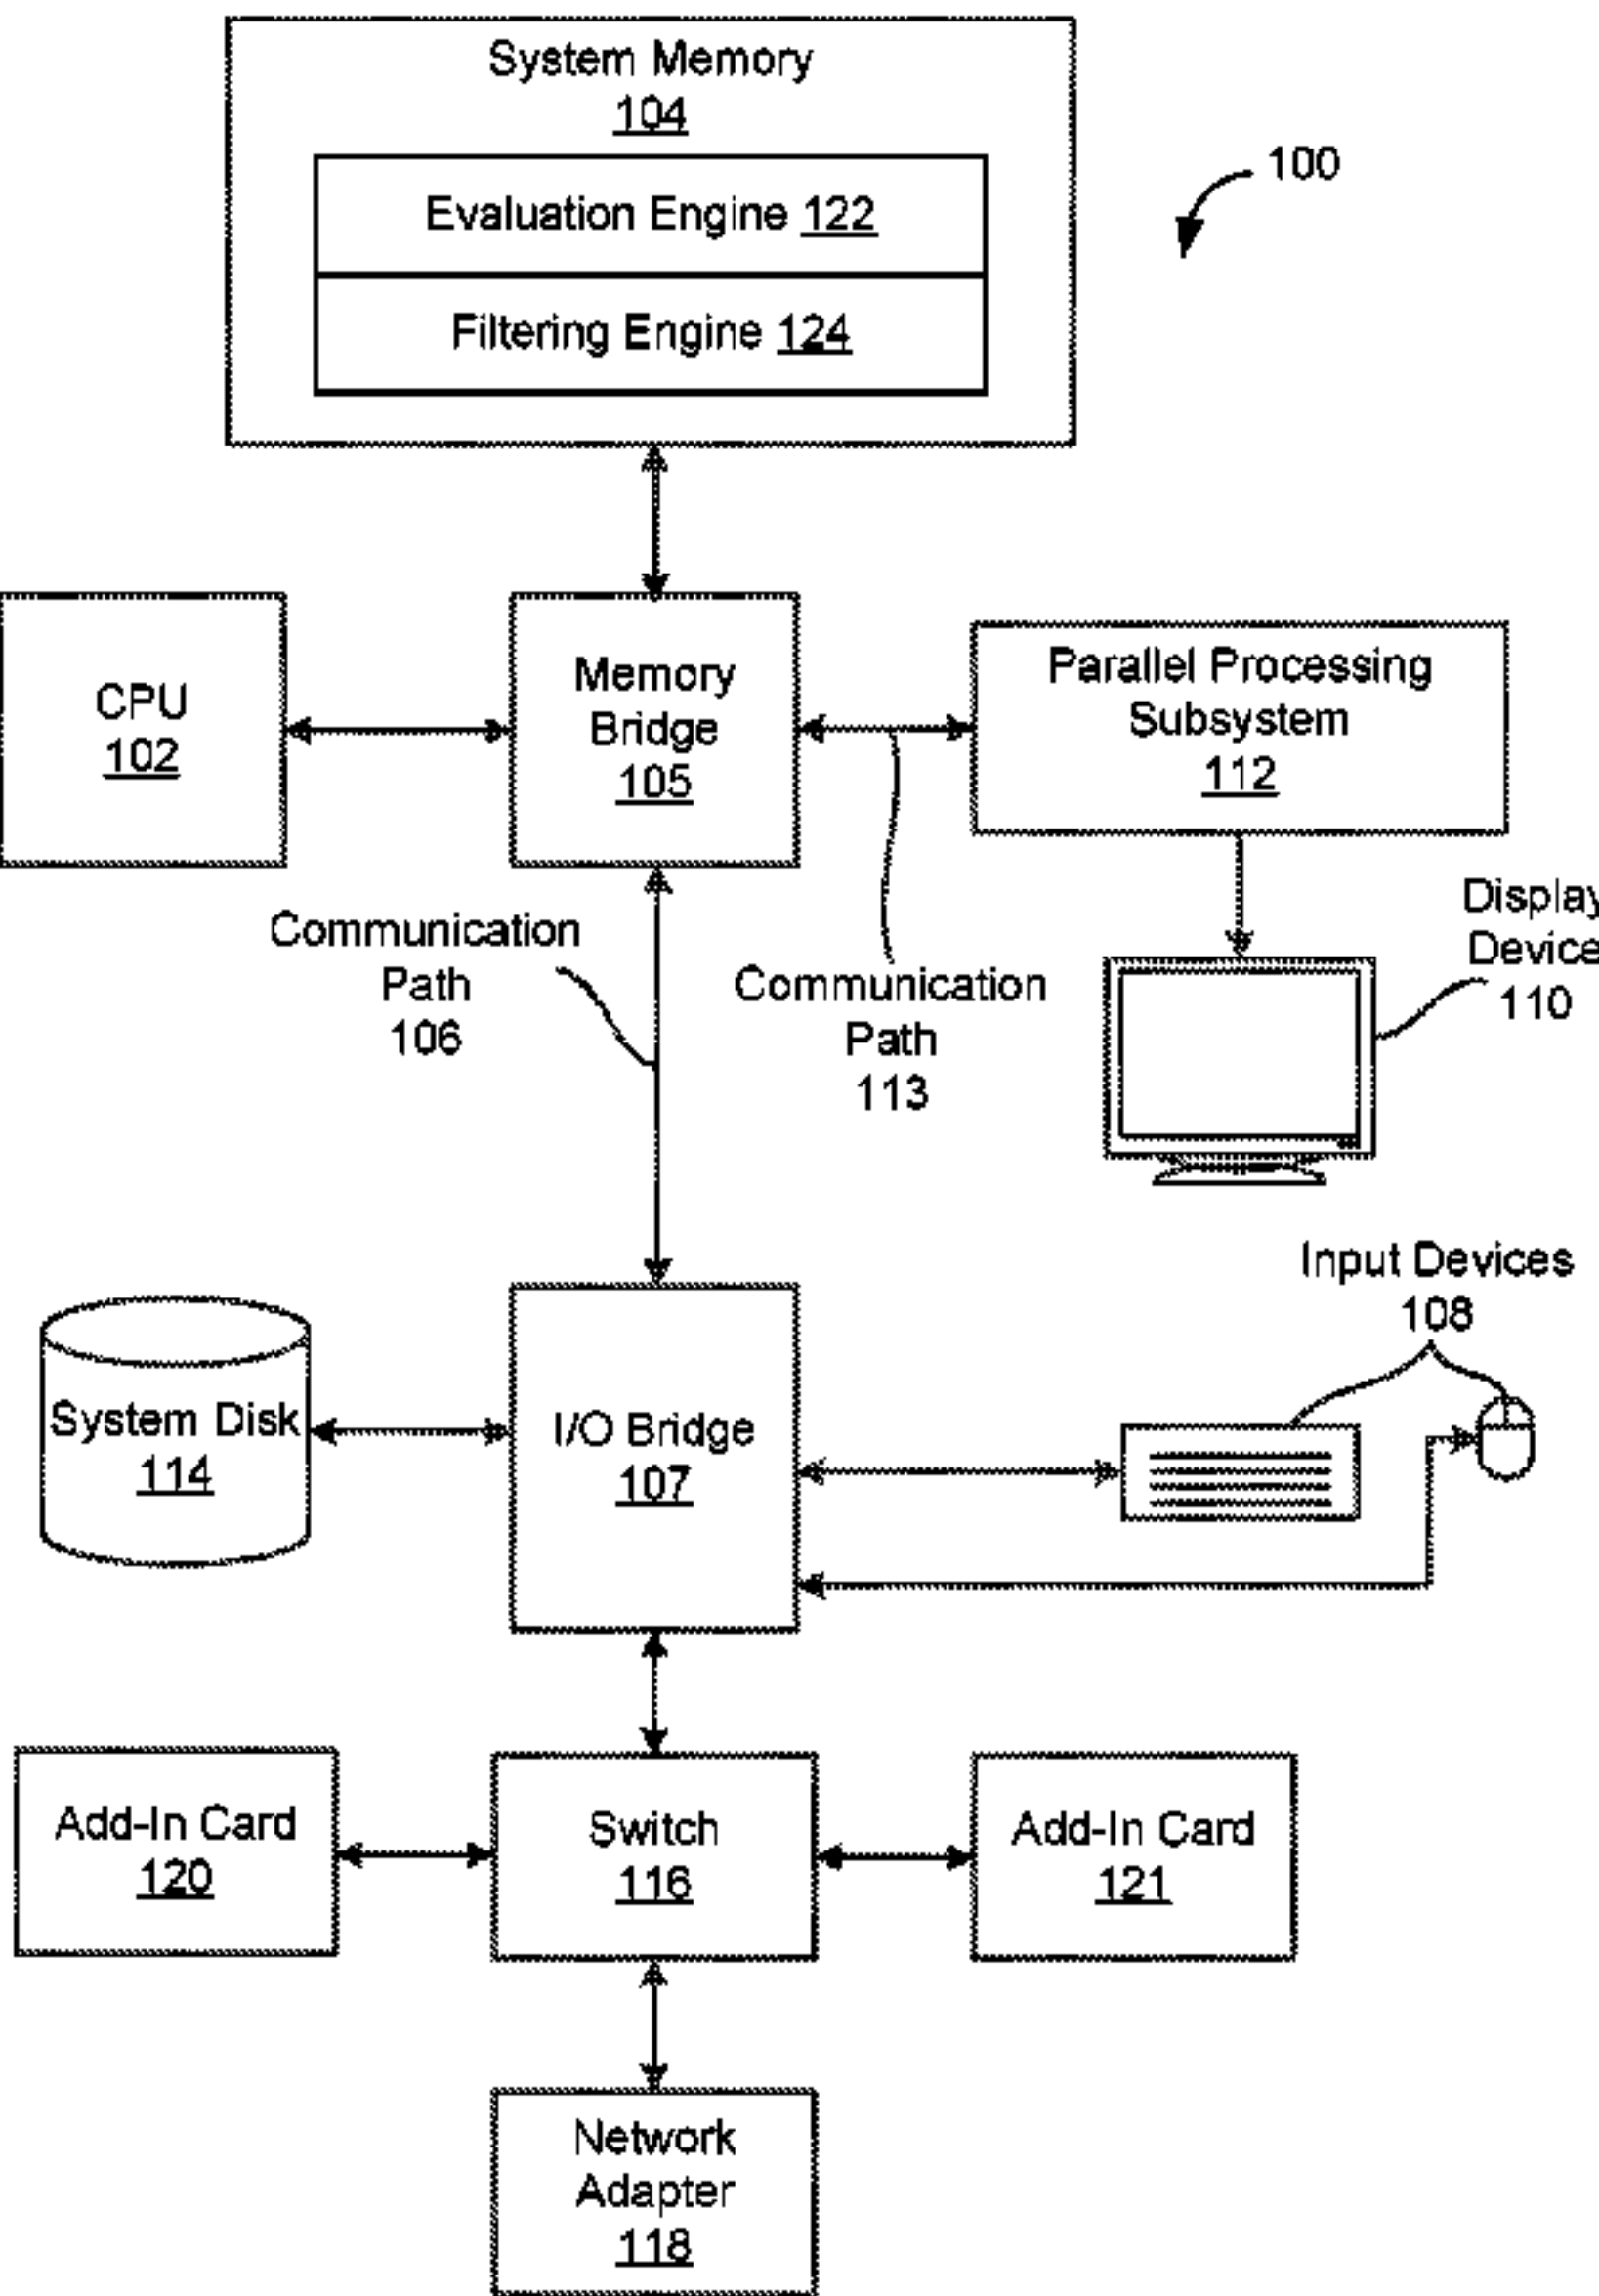 System Memory
104
Evaluation Engine 122
Filtering Engine 124
100
CPU
102
Memory
Bridge
105
Parallel Processing
Subsystem
112
Communication
Path
106
Communication
Path
113
Display
Device
110
Input Devices
108
System Disk
114
I/O Bridge
107
Add-In Card
120
Switch
116
Add-In Card
121
Network
Adapter
118